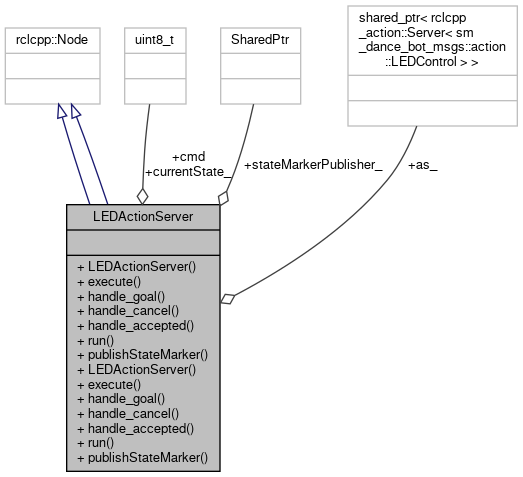 rclcpp::Node
uint8_t
SharedPtr
shared_ptr< rclcpp
_action::Server< sm
_dance_bot_msgs::action
::LEDControl > >
+cmd
+currentState_
+stateMarkerPublisher_
+as_
LEDActionServer
+ LEDActionServer()
+ execute()
+ handle_goal()
+ handle_cancel()
+ handle_accepted()
+ run()
+ publishStateMarker()
+ LEDActionServer()
+ execute()
+ handle_goal()
+ handle_cancel()
+ handle_accepted()
+ run()
+ publishStateMarker()